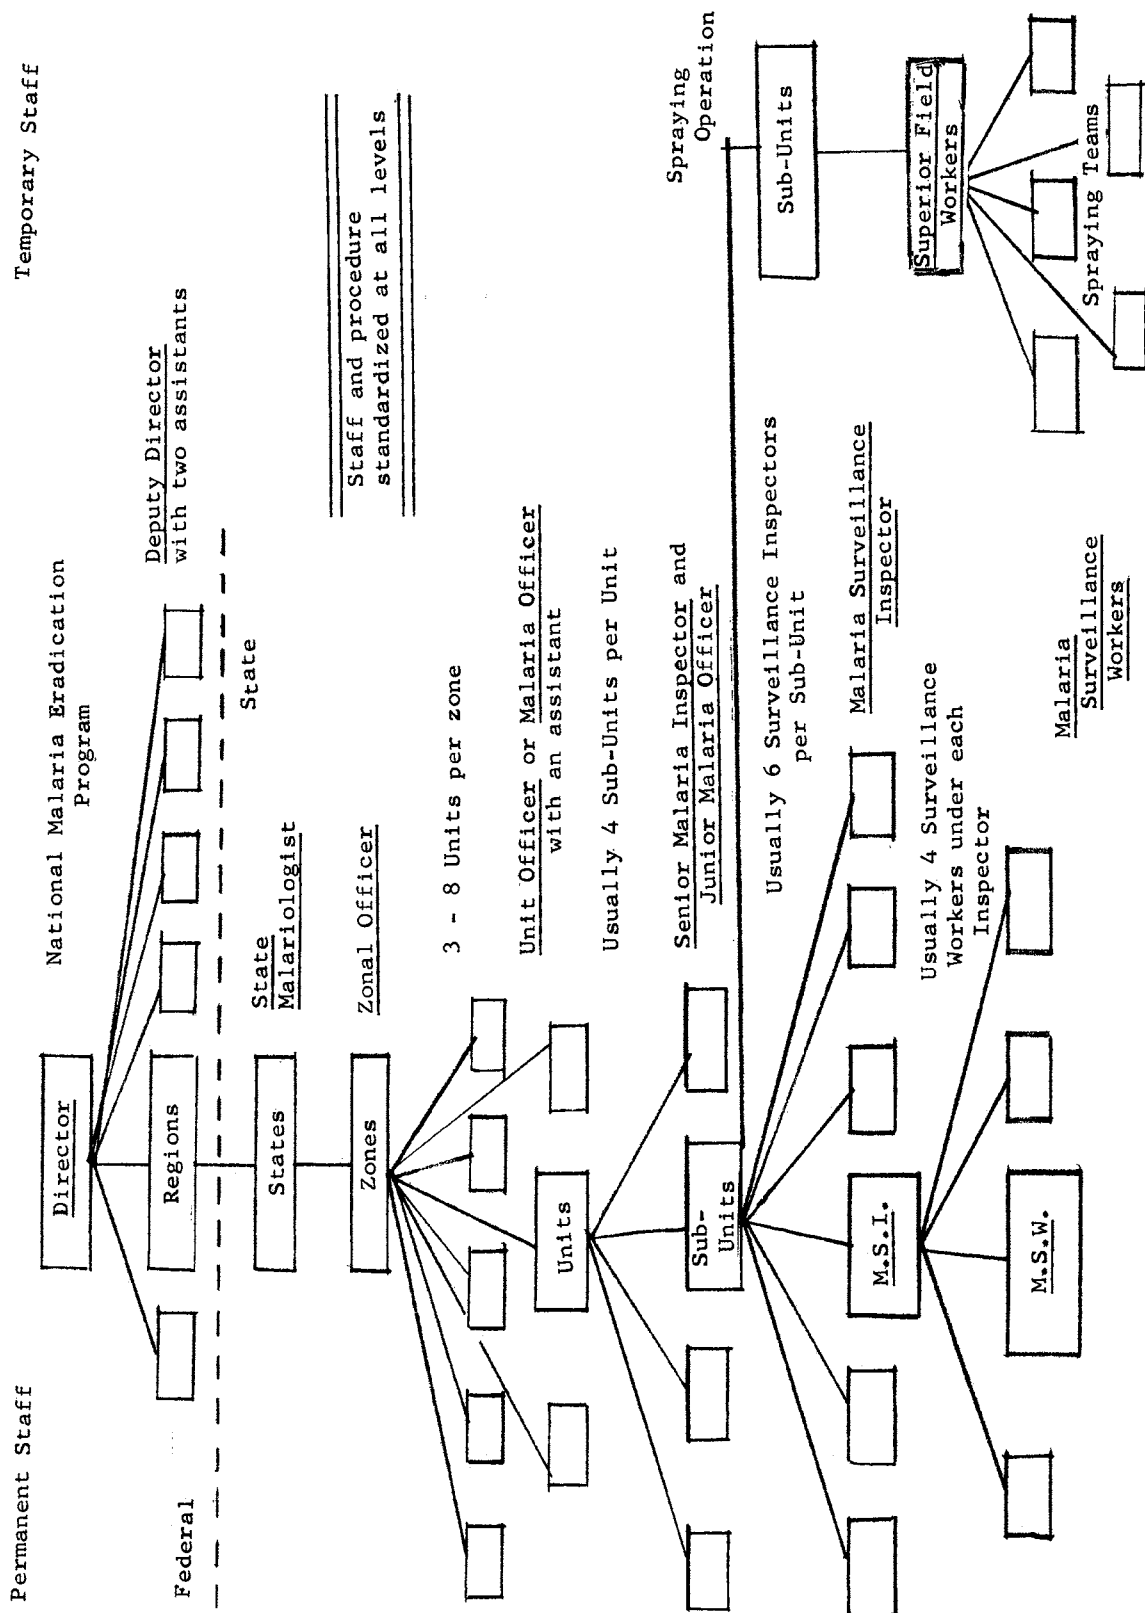 Permanent Staff
Temporary Staff
National Malaria Eradication
Program
Director
Deputy Director
with two assistants
Regions
Federal
State
States
State
Malariologist
Staff and procedure
standardized at all levels
Zones
Zonal Officer
3 - 8 Units per zone
Unit Officer or Malaria Officer
with an assistant
Units
Usually 4 Sub-Units per Unit
Sub-
Units
Senior Malaria Inspector and
Junior Malaria Officer
Spraying
Operation
Sub-Units
Usually 6 Surveillance Inspectors
per Sub-Unit
M.S.I.
Malaria Surveillance
Inspector
Superior Field
Workers
Usually 4 Surveillance
Workers under each
Inspector
M.S.W.
Malaria
Surveillance
Workers
Spraying Teams